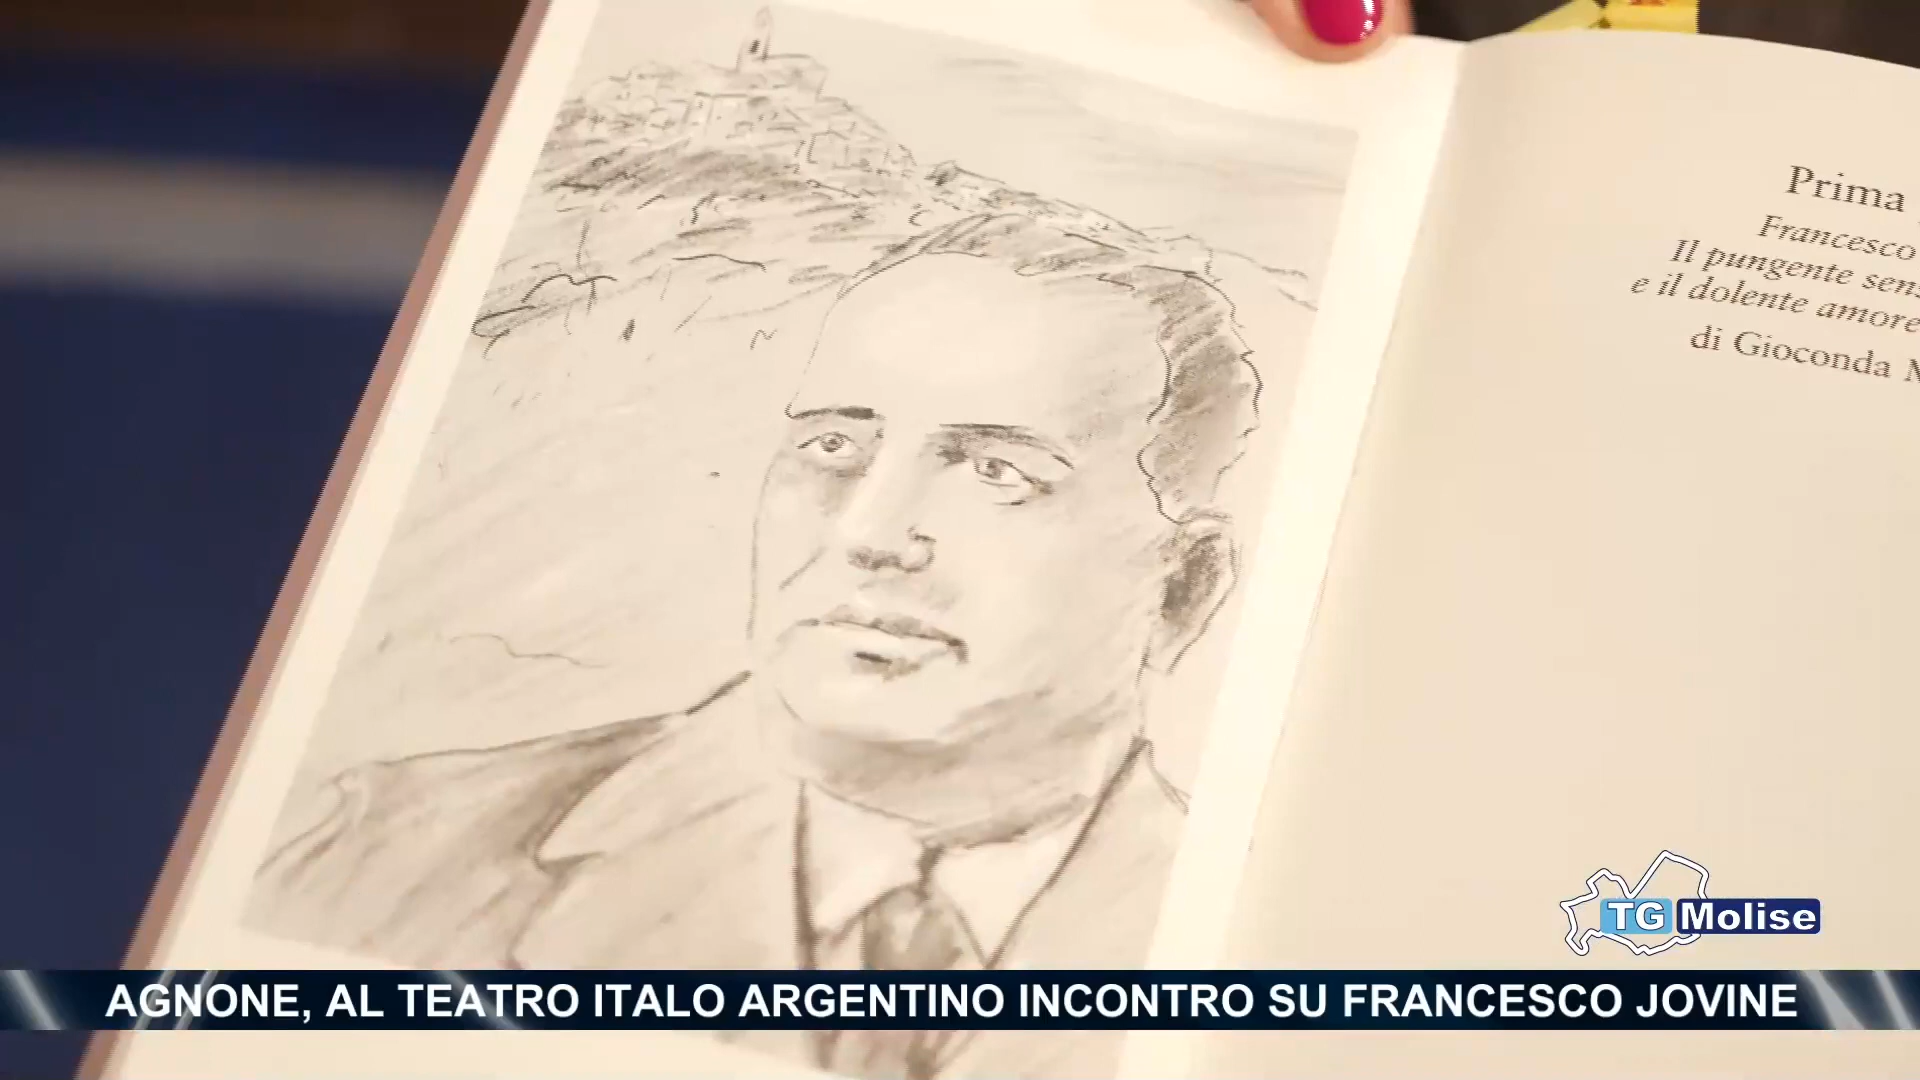 Prima
Francesco
Il pungente sens
e il dolente amore
di Gioconda
TG Molise
AGNONE, AL TEATRO ITALO ARGENTINO INCONTRO SU FRANCESCO JOVINE